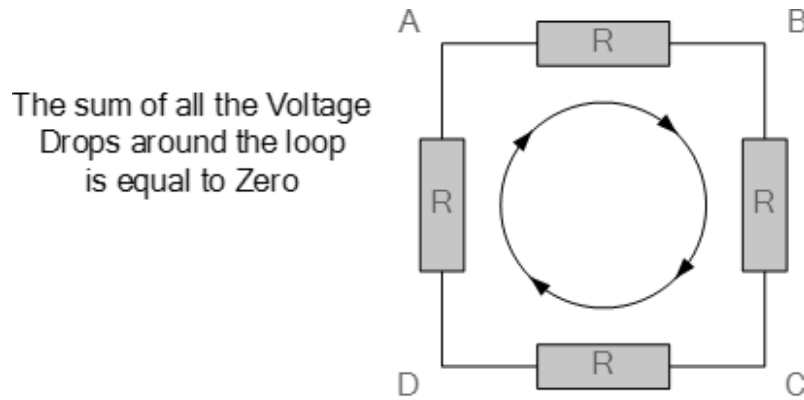 A
B
R
The sum of all the Voltage
Drops around the loop
is equal to Zero
R
R
R
D
C